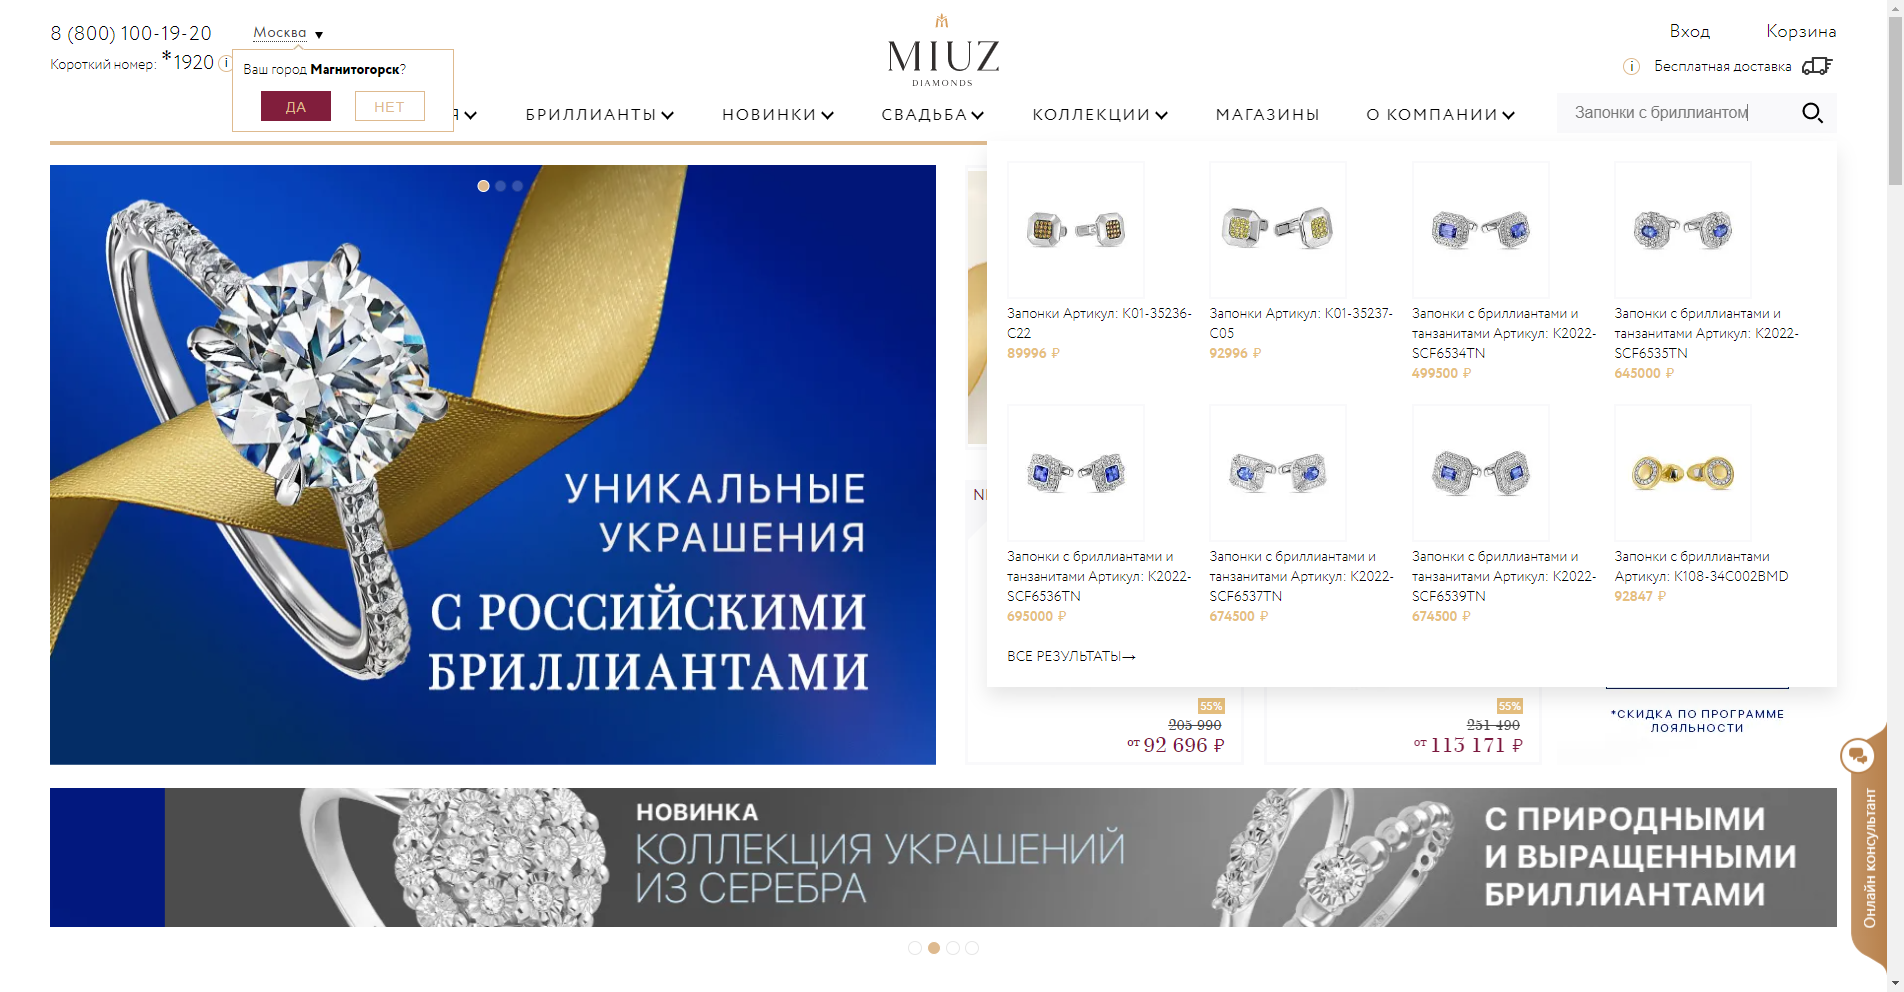 8 (800) 100-19-20
Москва ▼
Короткий номер: *1920 i
Ваш город Магнитогорск?
ДА
НЕТ
MIUZ
DIAMONDS
Вход
Корзина
i Бесплатная доставка
Я
БРИЛЛИАНТЫ
НОВИНКИ
СВАДЬБА
КОЛЛЕКЦИИ
МАГАЗИНЫ
О КОМПАНИИ
Запонки с бриллиантом
УНИКАЛЬНЫЕ
УКРАШЕНИЯ
С РОССИЙСКИМИ
БРИЛЛИАНТАМИ
Запонки Артикул: K01-35236-
C22
89996 ₽
Запонки Артикул: K01-35237-
C05
92996 ₽
Запонки с бриллиантами и
танзанитами Артикул: K2022-
SCF6534TN
499500 ₽
Запонки с бриллиантами и
танзанитами Артикул: K2022-
SCF6535TN
645000 ₽
Запонки с бриллиантами и
танзанитами Артикул: K2022-
SCF6536TN
695000 ₽
Запонки с бриллиантами и
танзанитами Артикул: K2022-
SCF6537TN
674500 ₽
Запонки с бриллиантами и
танзанитами Артикул: K2022-
SCF6539TN
674500 ₽
Запонки с бриллиантами
Артикул: K108-34C002BMD
92847 ₽
ВСЕ РЕЗУЛЬТАТЫ→
55%
205 990
от 92 696 ₽
55%
251 490
от 113 171 ₽
*СКИДКА ПО ПРОГРАММЕ
ЛОЯЛЬНОСТИ
НОВИНКА
КОЛЛЕКЦИЯ УКРАШЕНИЙ
ИЗ СЕРЕБРА
С ПРИРОДНЫМИ
И ВЫРАЩЕННЫМИ
БРИЛЛИАНТАМИ
Онлайн консультант